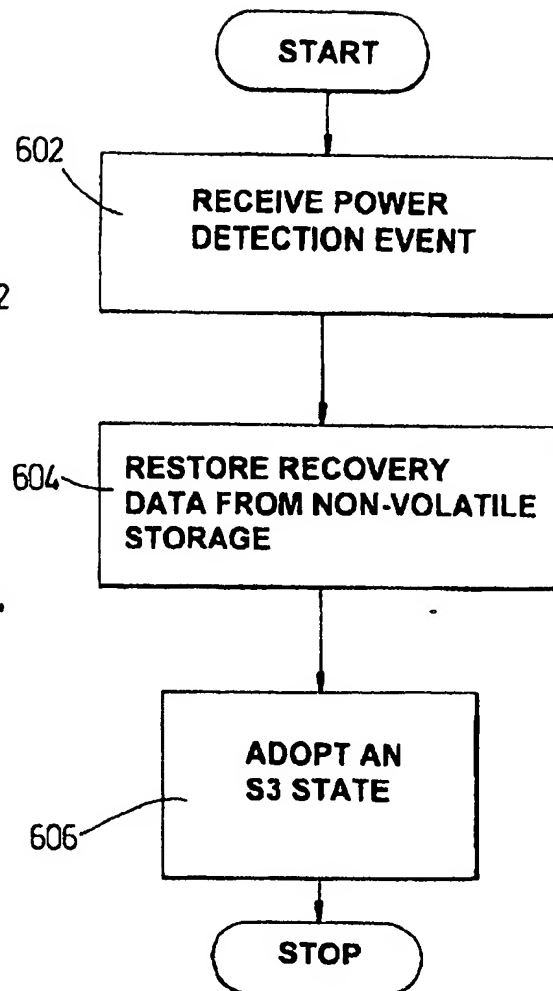 START
602
RECEIVE POWER
DETECTION EVENT
2
604
RESTORE RECOVERY
DATA FROM NON-VOLATILE
STORAGE
ADOPT AN
S3 STATE
606
STOP